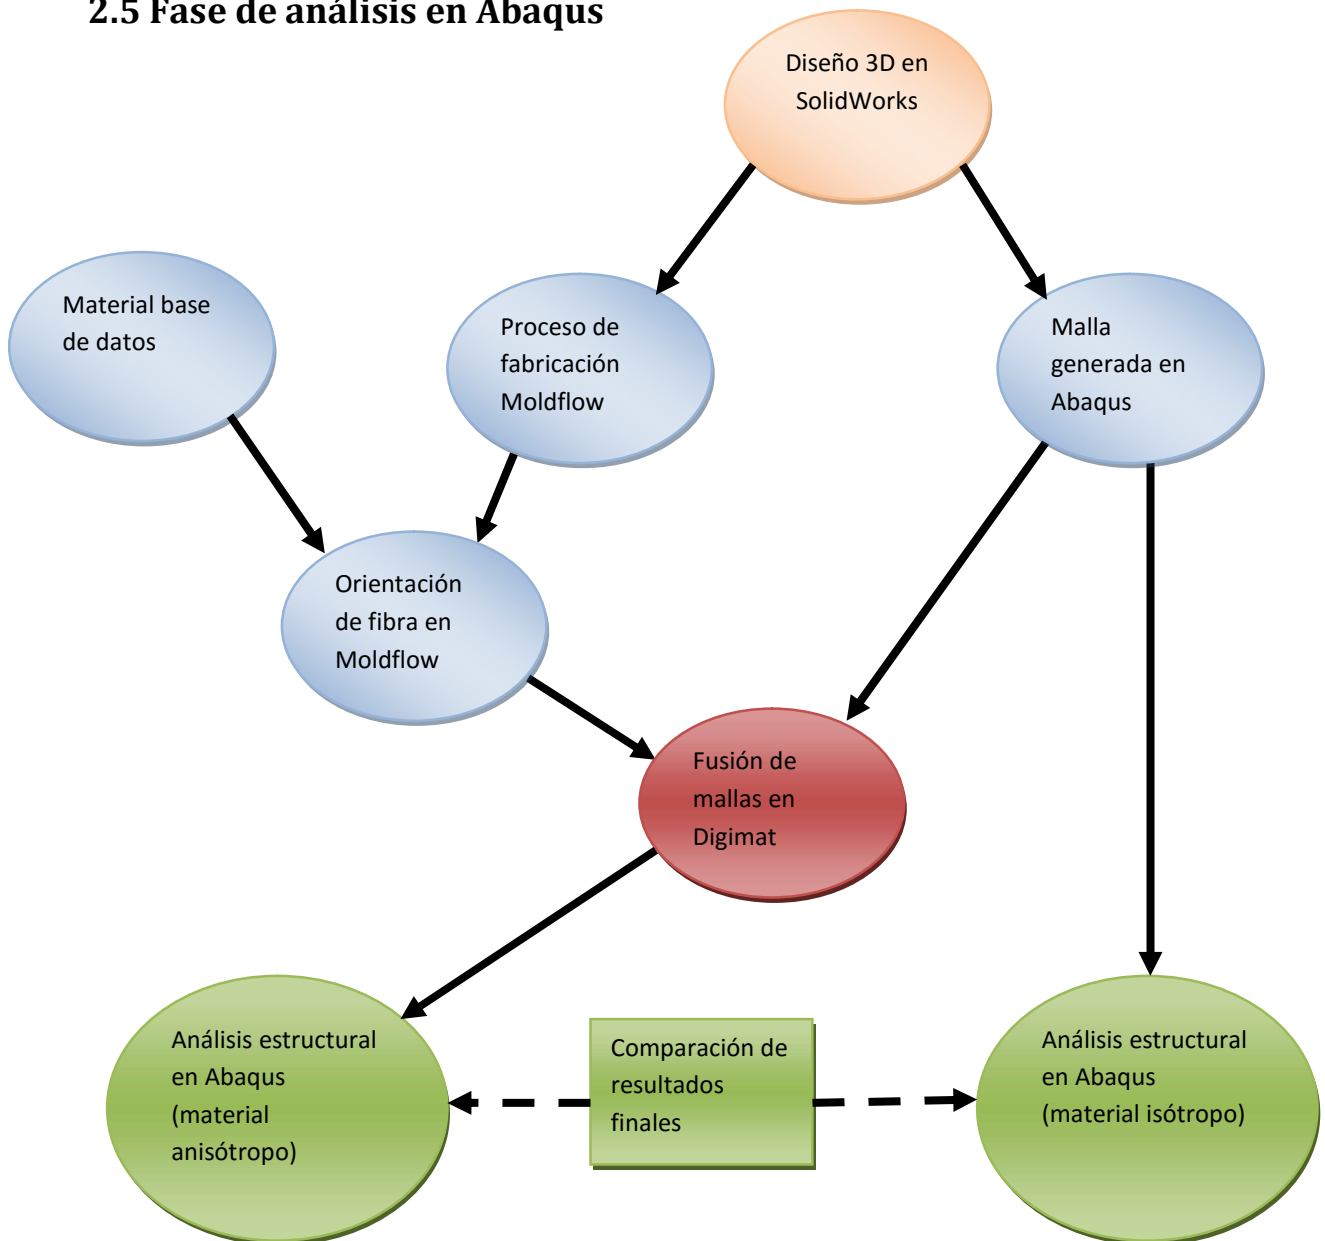 2.5 Fase de análisis en Abaqus
Diseño 3D en
SolidWorks
Material base
de datos
Proceso de
fabricación
Moldflow
Malla
generada en
Abaqus
Orientación
de fibra en
Moldflow
Fusión de
mallas en
Digimat
Análisis estructural
en Abaqus
(material
anisótropo)
Comparación de
resultados
finales
Análisis estructural
en Abaqus
(material isótropo)